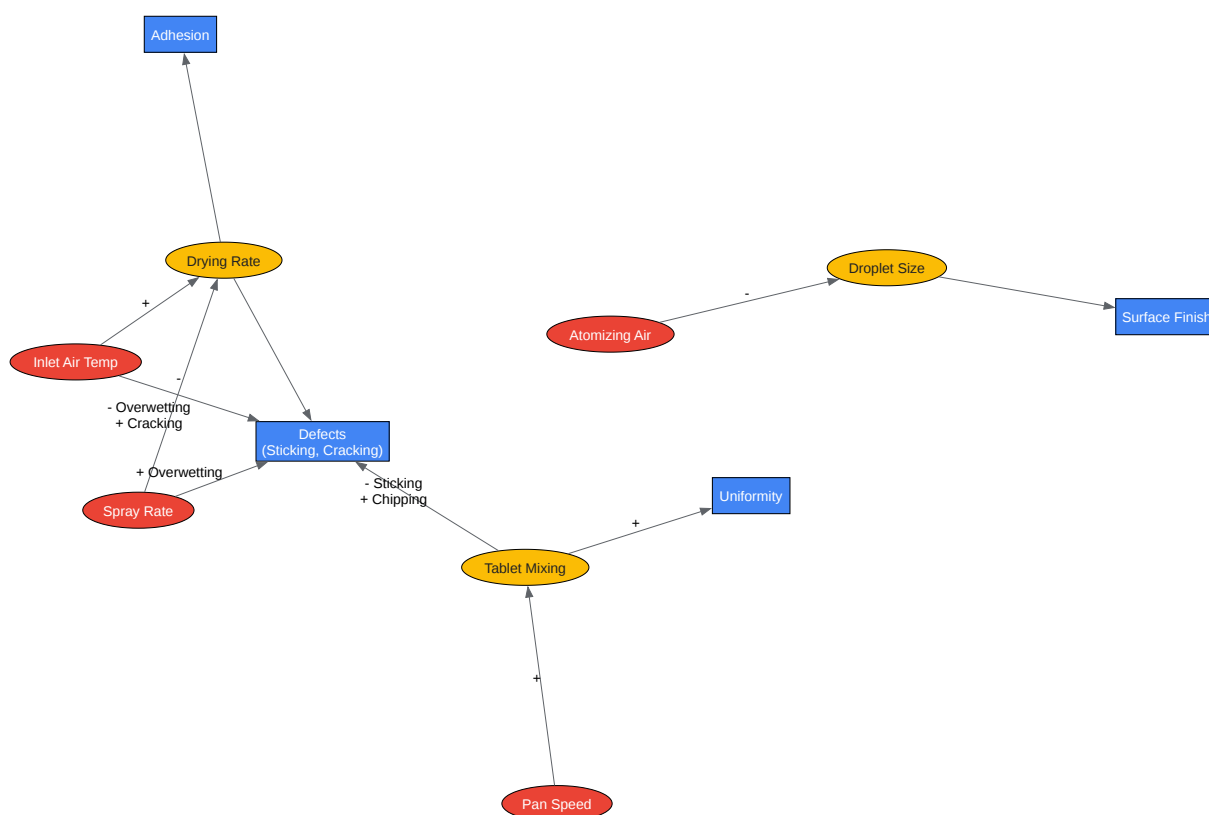 Adhesion
Drying Rate
Droplet Size
+
-
Surface Finish
Atomizing Air
Inlet Air Temp
-
- Overwetting
+ Cracking
Defects
(Sticking, Cracking)
+ Overwetting
- Sticking
+ Chipping
Uniformity
Spray Rate
+
Tablet Mixing
+
Pan Speed